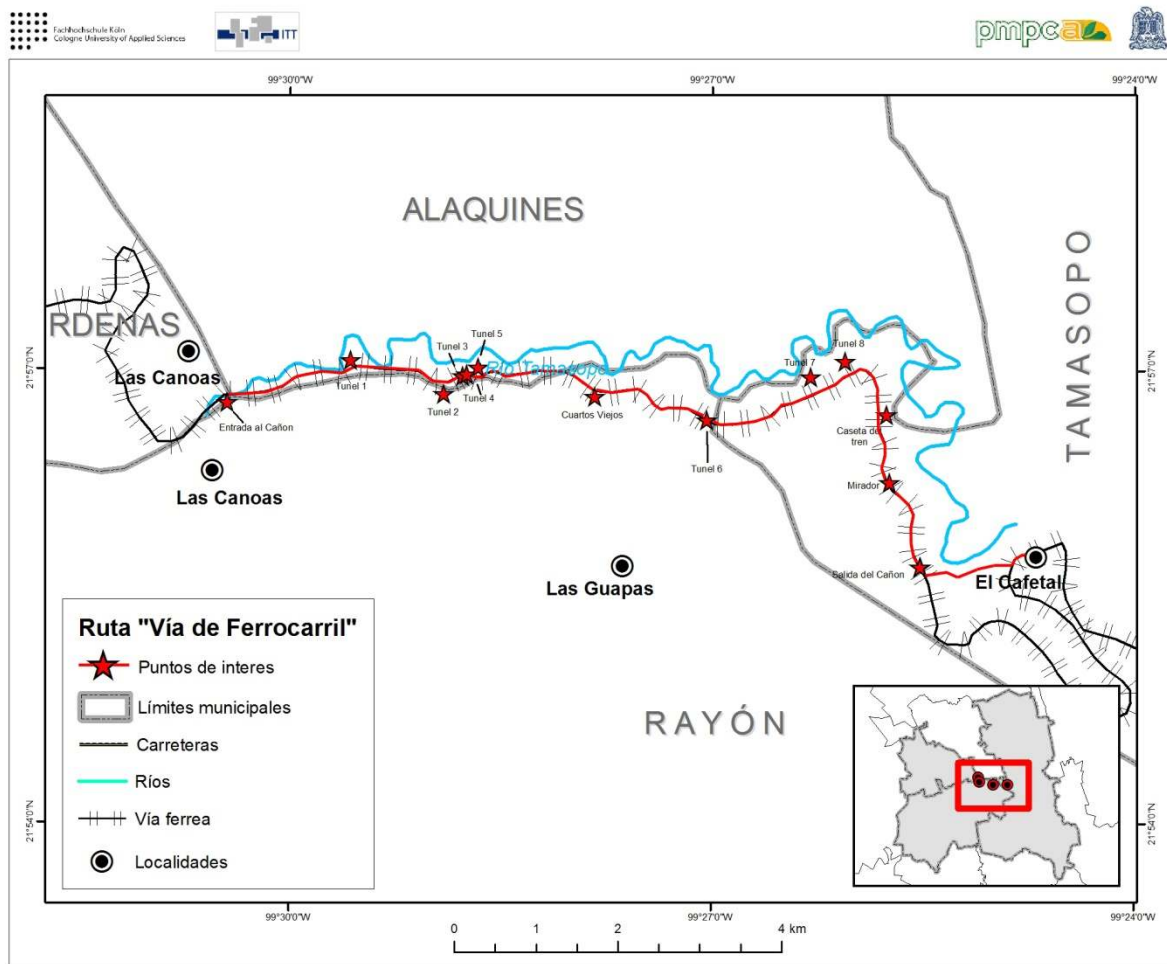 Fachhochschule Köln
Cologne University of Applied Sciences
ITT
pmpca
99°30'0"W
99°27'0"W
99°24'0"W
ALAQUINES
TAMASOPO
RDENAS
21°57'0"N
21°57'0"N
Las Canoas
Tunel 5
Tunel 3
Río Tamasopo
Tunel 8
Tunel 7
Tunel 1
Tunel 2
Tunel 4
Entrada al Cañon
Cuartos Viejos
Caseta del
tren
Tunel 6
Las Canoas
Mirador
Salida del Cañon
El Cafetal
Las Guapas
RAYÓN
Ruta "Vía de Ferrocarril"
Puntos de interes
Límites municipales
Carreteras
Ríos
Vía ferrea
Localidades
21°54'0"N
21°54'0"N
99°30'0"W
99°27'0"W
99°24'0"W
0 1 2 4 km